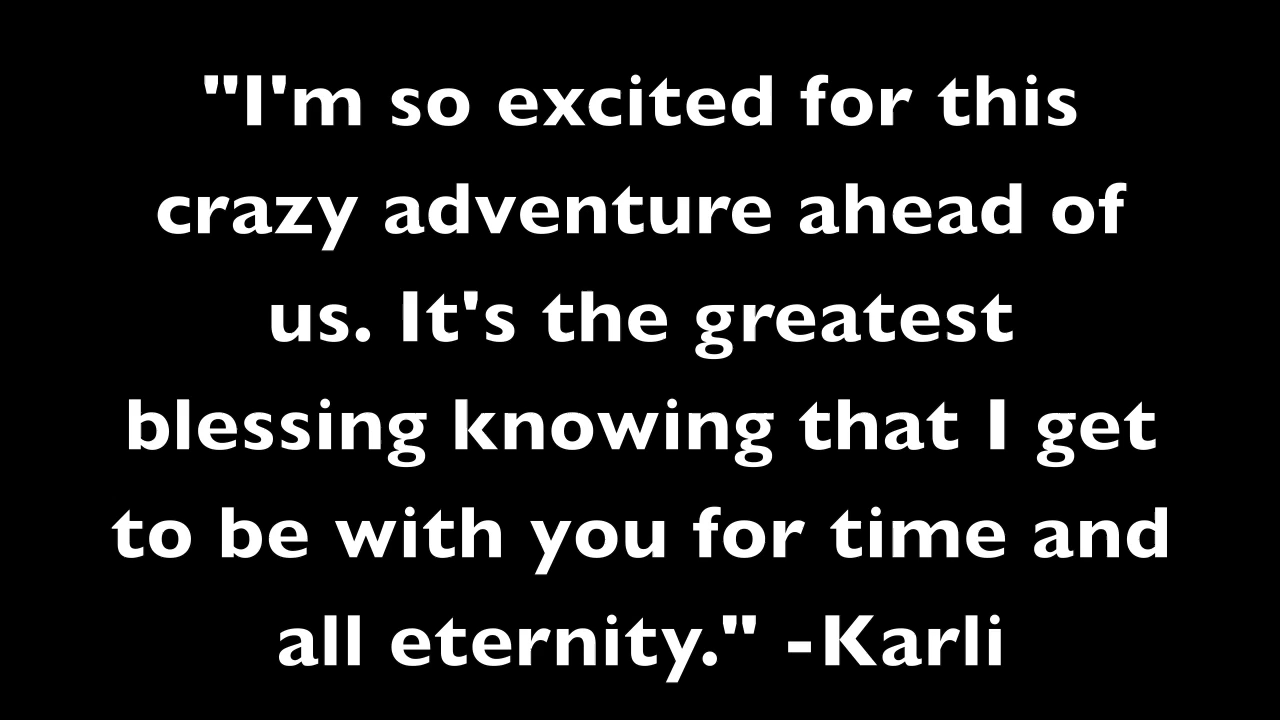 "I'm so excited for this
crazy adventure ahead of
us. It's the greatest
blessing knowing that I get
to be with you for time and
all eternity." -Karli